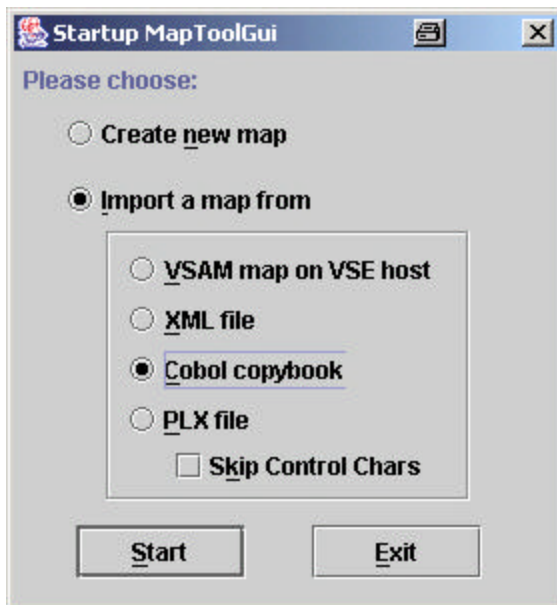 Startup MapToolGui
Please choose:
Create new map
Import a map from
VSAM map on VSE host
XML file
Cobol copybook
PLX file
Skip Control Chars
Start Exit